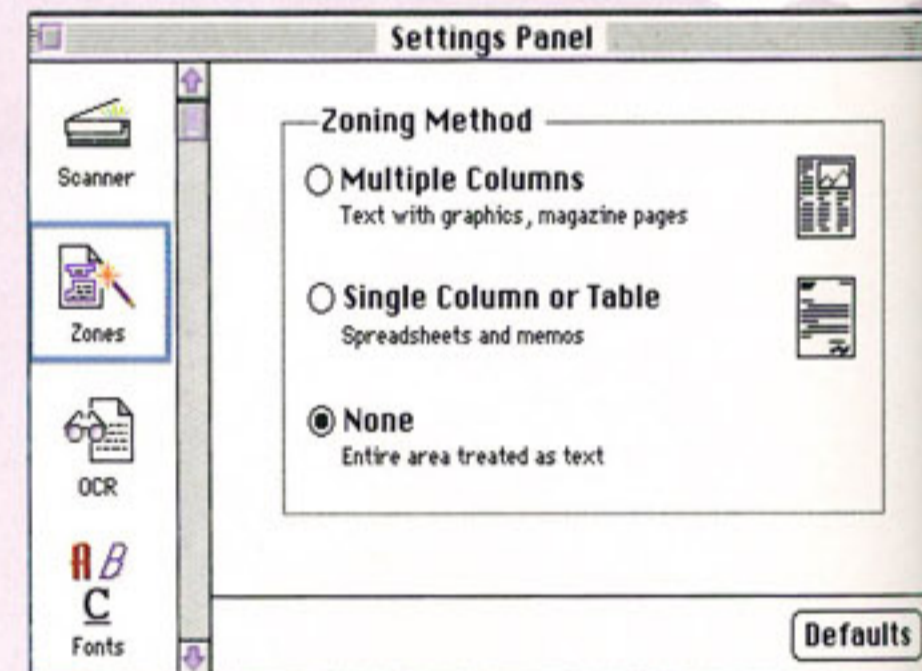 Settings Panel
Scanner
Zones
OCR
A B
C
Fonts
Zoning Method
Multiple Columns
Text with graphics, magazine pages
Single Column or Table
Spreadsheets and memos
None
Entire area treated as text
Defaults